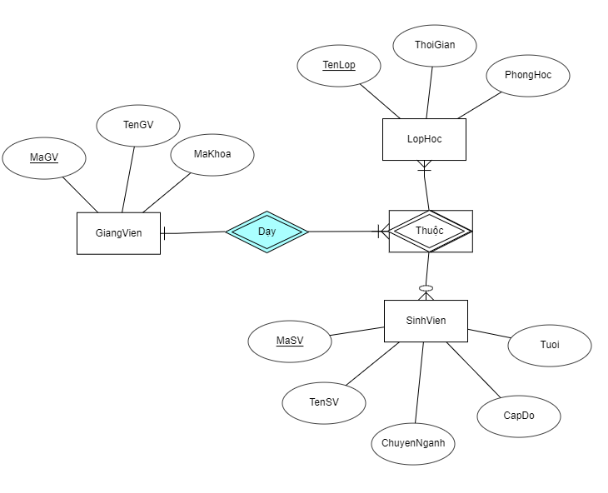 ThoiGian
TenLop
PhongHoc
TenGV
LopHoc
MaGV
MaKhoa
GiangVien
Day
Thuộc
SinhVien
MaSV
Tuoi
TenSV
CapDo
ChuyenNganh